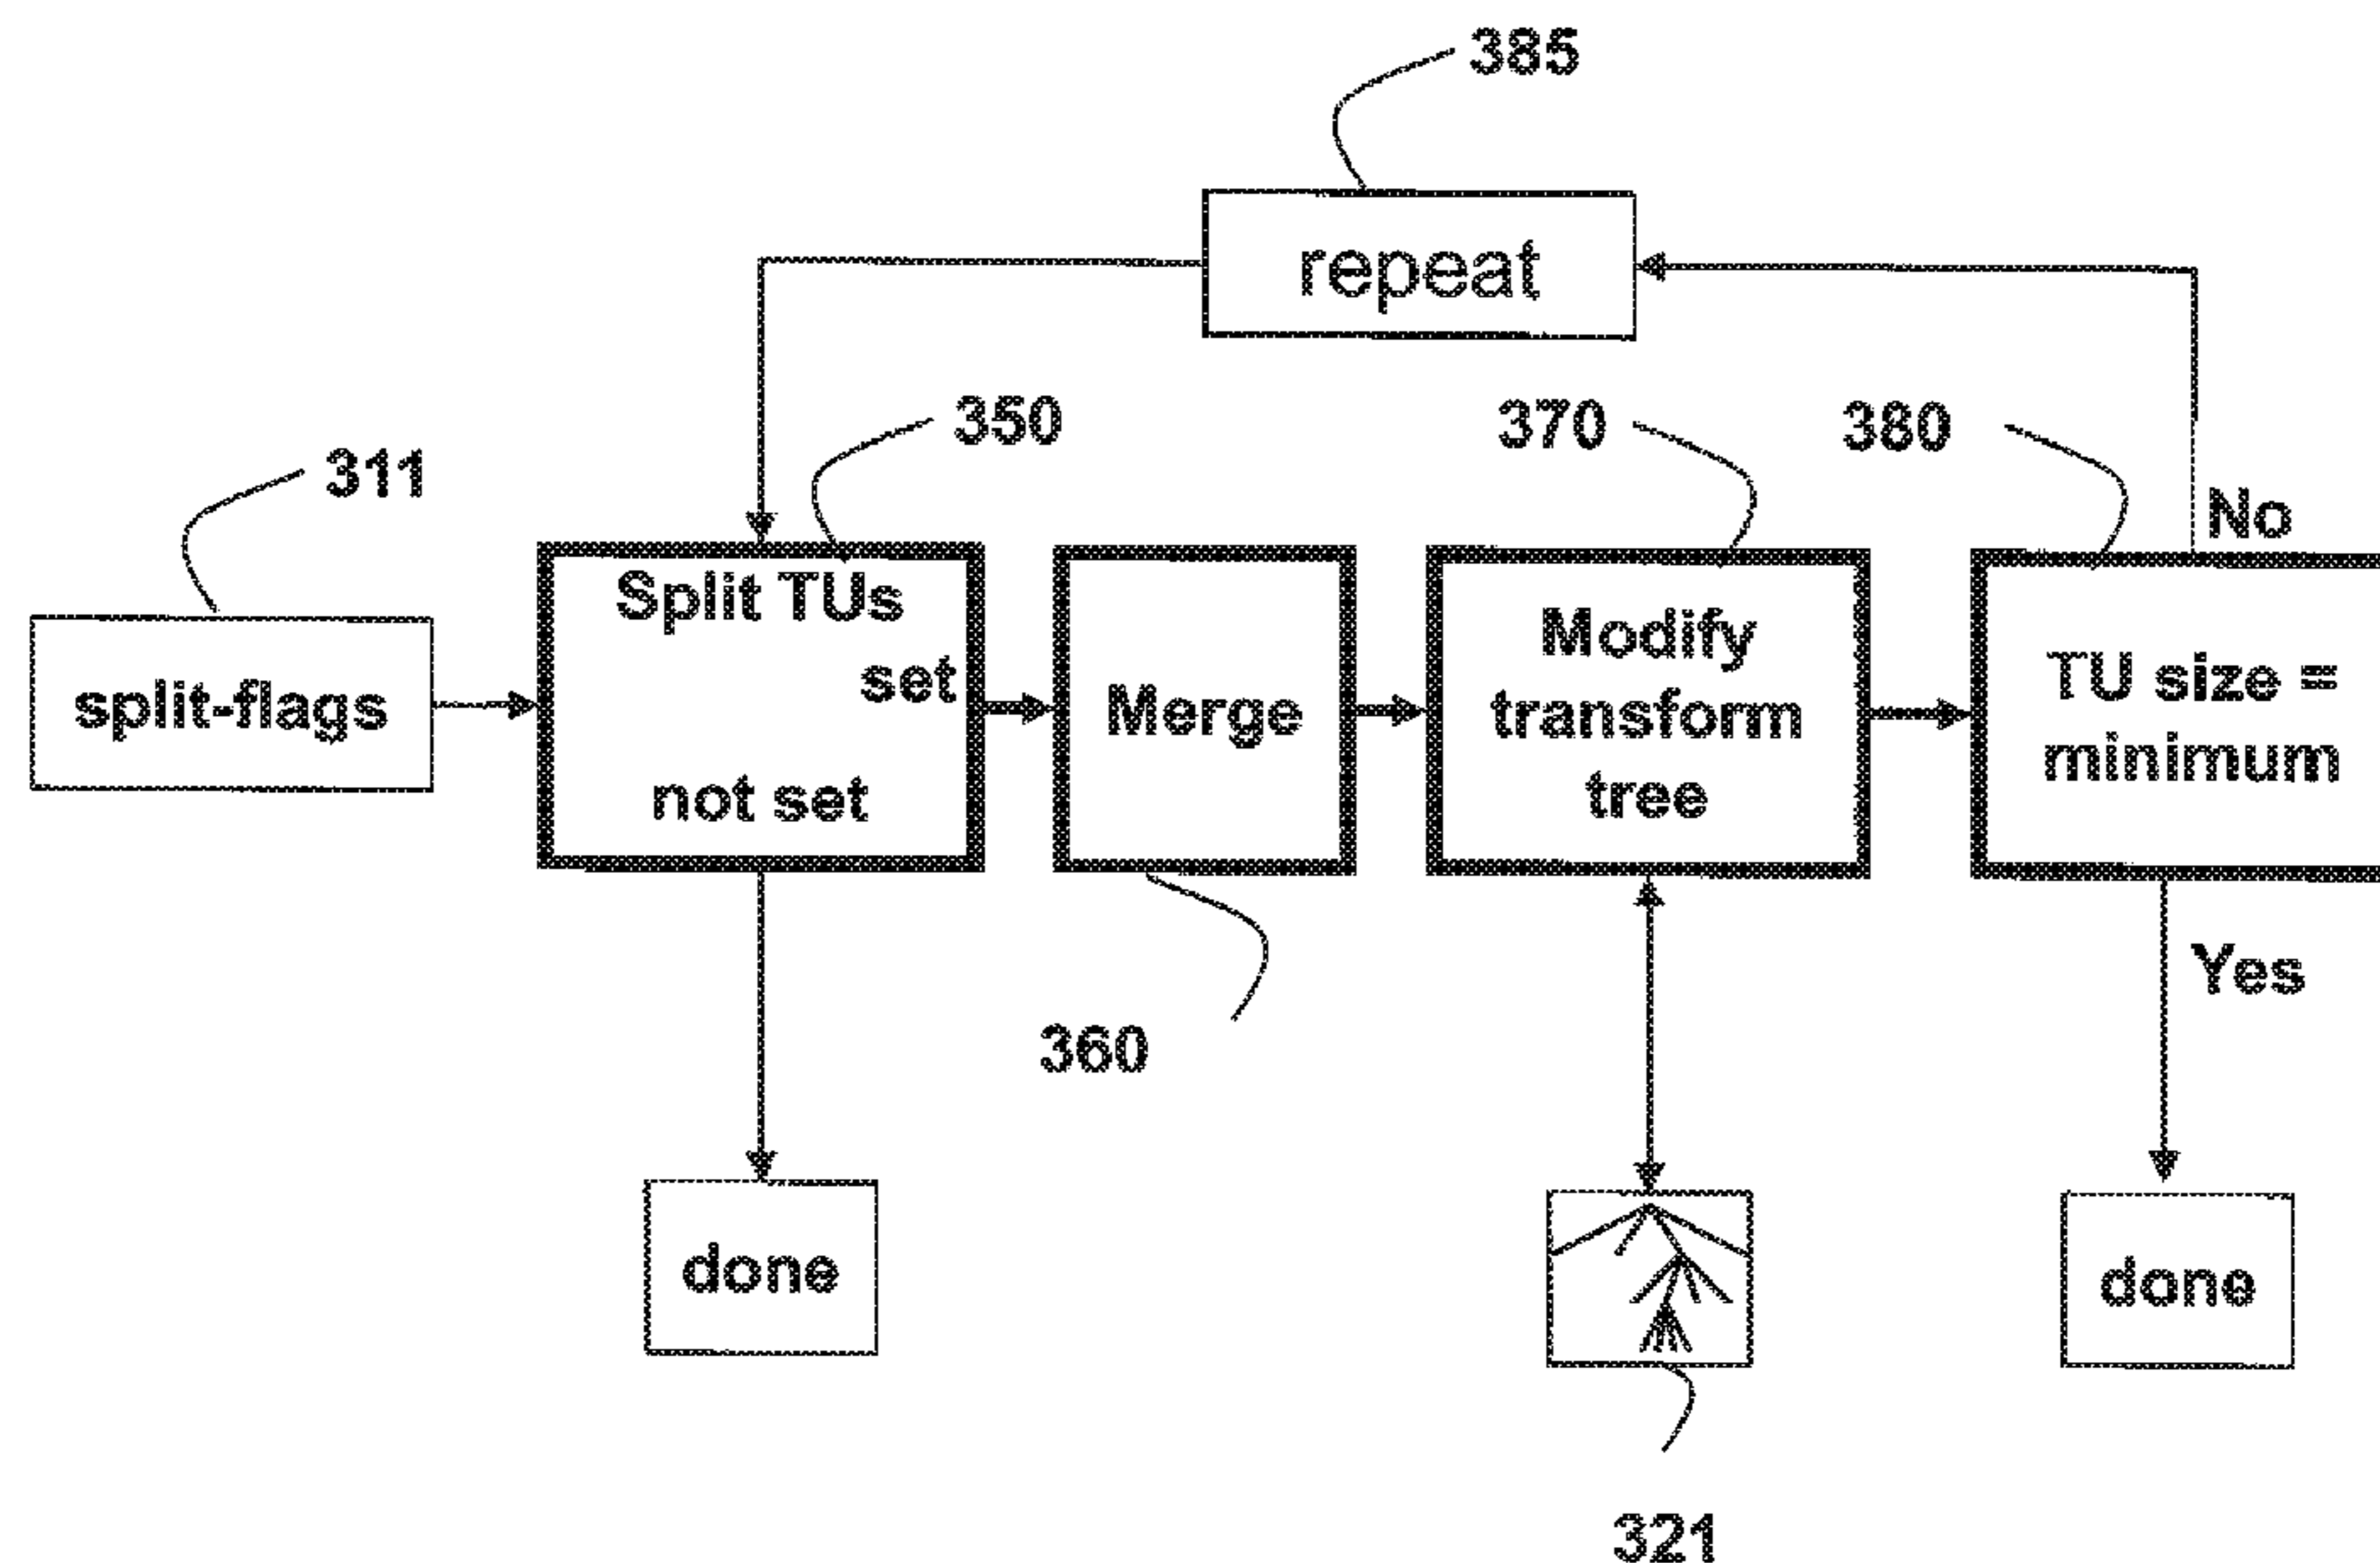 385
repeat
350
370
380
311
No
Split TUs
set
not set
split-flags
Merge
Modify
transform
tree
TU size =
minimum
360
Yes
done
done
321